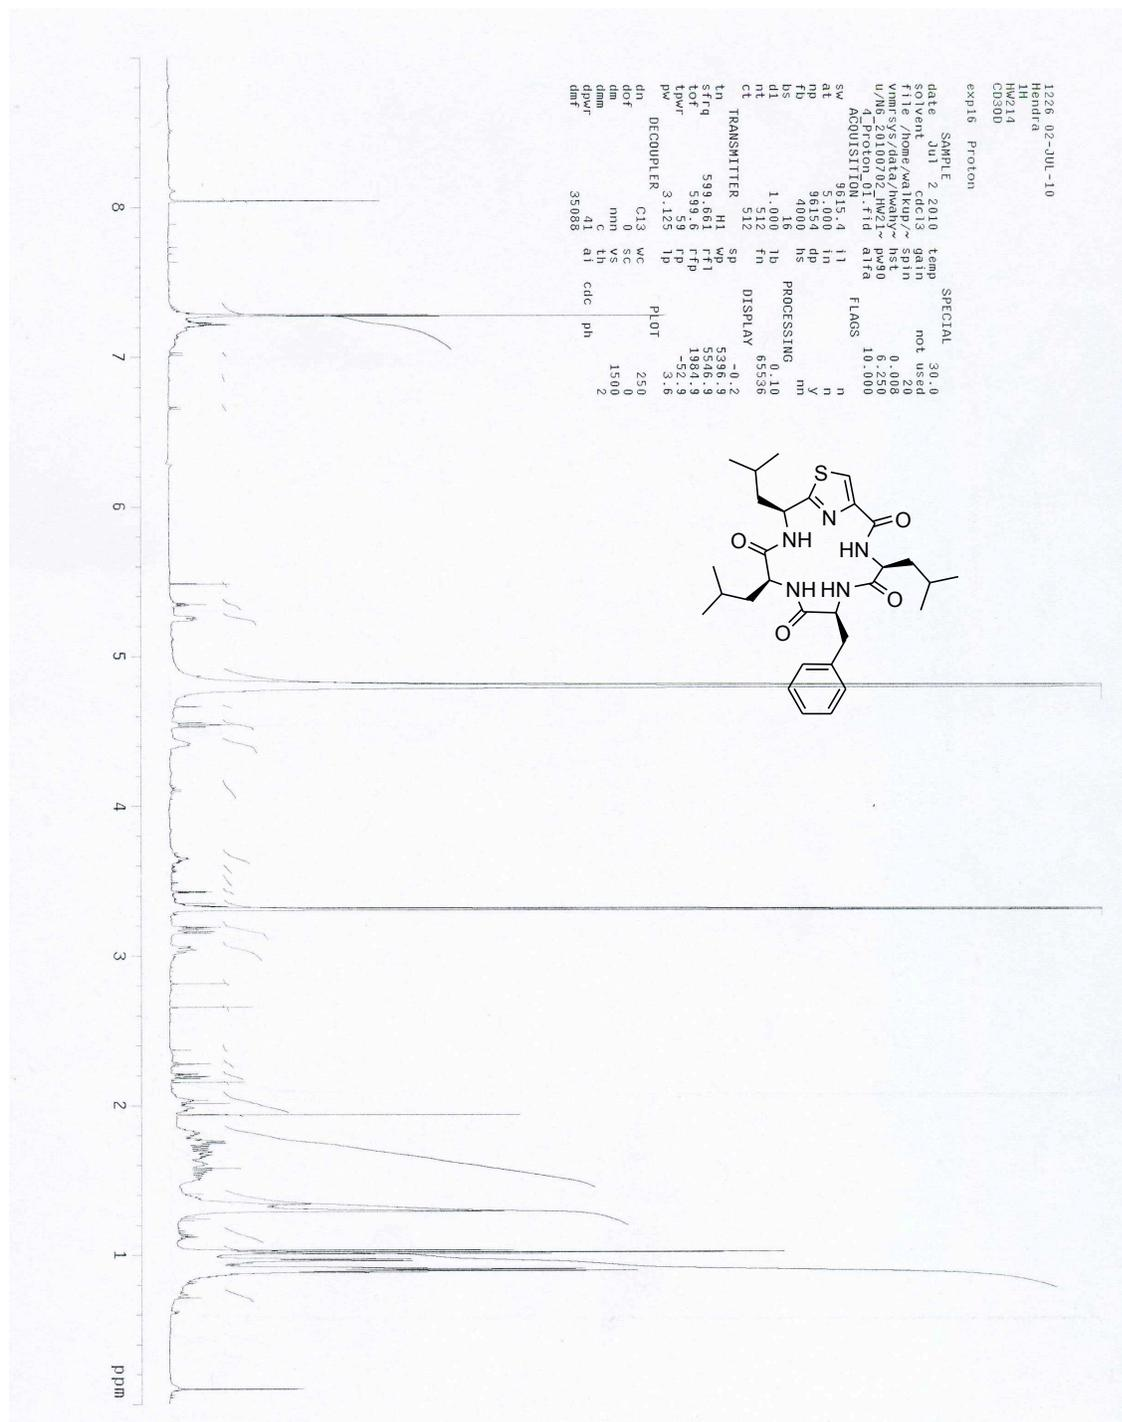 1226 02-JUL-10
Hendra
1H
HW214
CD3OD
exp16 Proton
SAMPLE SPECIAL
date Jul 2 2010 temp 30.0
solvent cdcl3 gain not used
file /home/walkup/~ spin 20
vnmrsys/data/hwahy~ hst 0.008
u/N6_20100702_HW21~ pw90 6.250
4_Proton_01.fid alfa 10.000
ACQUISITION FLAGS
sw 9615.4 il n
at 5.000 in n
np 96154 dp y
fb 4000 hs nn
bs 16 PROCESSING
d1 1.000 lb 0.10
nt 512 fn 65536
ct 512 DISPLAY
TRANSMITTER sp -0.2
tn H1 wp 5396.9
sfrq 599.661 rfl 5546.9
tof 599.6 rfp 1984.9
tpwr 59 rp -52.9
pw 3.125 lp 3.6
DECOUPLER PLOT
dn C13 wc 250
dof 0 sc 0
dm nnn vs 1500
dmm c th 2
dpwr 41 ai cdc ph
dmf 35088
S
N O
O NH HN
NH HN O
O
8 7 6 5 4 3 2 1 ppm